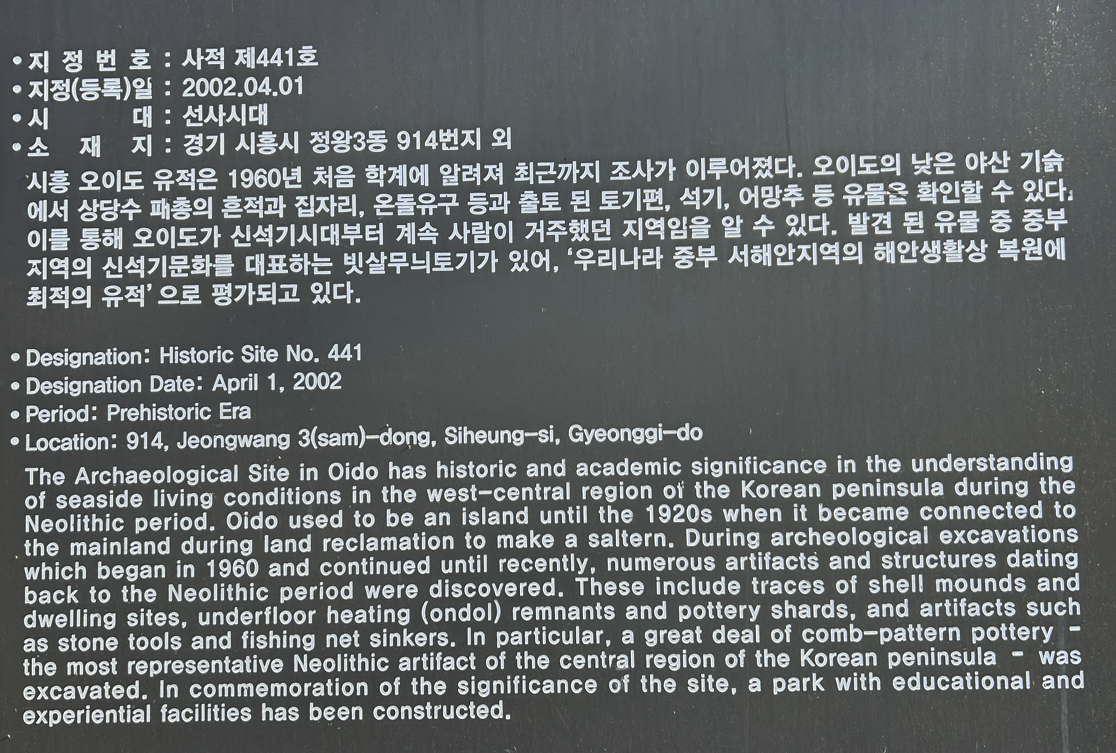 • 지 정 번 호 : 사적 제441호
• 지정(등록)일 : 2002.04.01
• 시 대 : 선사시대
• 소 재 지 : 경기 시흥시 정왕3동 914번지 외
시흥 오이도 유적은 1960년 처음 학계에 알려져 최근까지 조사가 이루어졌다. 오이도의 낮은 야산 기슭
에서 상당수 패총의 흔적과 집자리, 온돌유구 등과 출토 된 토기편, 석기, 어망추 등 유물을 확인할 수 있다.
이를 통해 오이도가 신석기시대부터 계속 사람이 거주했던 지역임을 알 수 있다. 발견 된 유물 중 중부
지역의 신석기문화를 대표하는 빗살무늬토기가 있어, ‘우리나라 중부 서해안지역의 해안생활상 복원에
최적의 유적’ 으로 평가되고 있다.
• Designation: Historic Site No. 441
• Designation Date: April 1, 2002
• Period: Prehistoric Era
• Location: 914, Jeongwang 3(sam)-dong, Siheung-si, Gyeonggi-do
The Archaeological Site in Oido has historic and academic significance in the understanding
of seaside living conditions in the west-central region of the Korean peninsula during the
Neolithic period. Oido used to be an island until the 1920s when it became connected to
the mainland during land reclamation to make a saltern. During archeological excavations
which began in 1960 and continued until recently, numerous artifacts and structures dating
back to the Neolithic period were discovered. These include traces of shell mounds and
dwelling sites, underfloor heating (ondol) remnants and pottery shards, and artifacts such
as stone tools and fishing net sinkers. In particular, a great deal of comb-pattern pottery -
the most representative Neolithic artifact of the central region of the Korean peninsula - was
excavated. In commemoration of the significance of the site, a park with educational and
experiential facilities has been constructed.